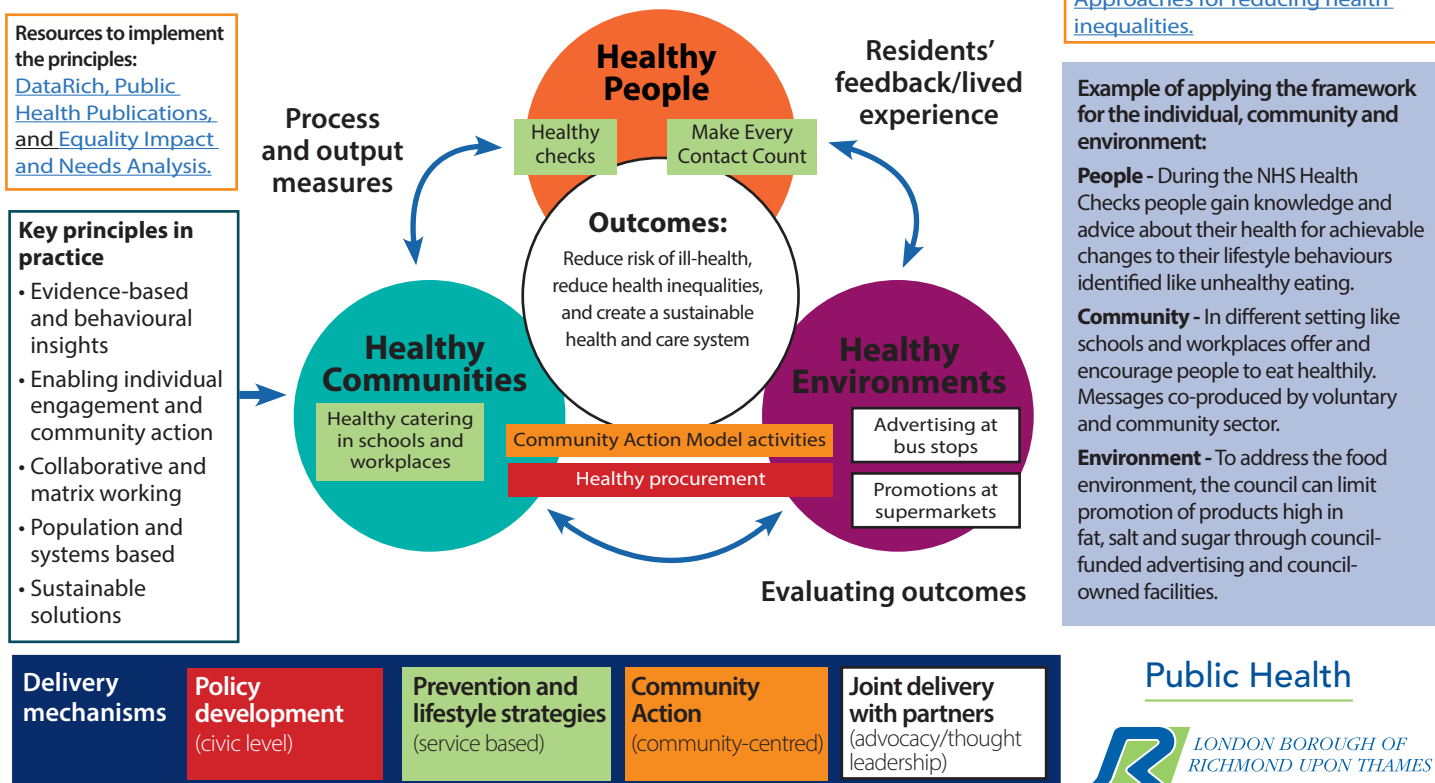 Resources to implement
the principles:
DataRich, Public
Health Publications,
and Equality Impact
and Needs Analysis.
Key principles in
practice
• Evidence-based
and behavioural
insights
• Enabling individual
engagement and
community action
• Collaborative and
matrix working
• Population and
systems based
• Sustainable
solutions
Process
and output
measures
Healthy
People
Healthy
checks
Make Every
Contact Count
Residents’
feedback/lived
experience
Outcomes:
Reduce risk of ill-health,
reduce health inequalities,
and create a sustainable
health and care system
Healthy
Communities
Healthy catering
in schools and
workplaces
Community Action Model activities
Healthy procurement
Healthy
Environments
Advertising at
bus stops
Promotions at
supermarkets
Evaluating outcomes
Approaches for reducing health
inequalities.
Example of applying the framework
for the individual, community and
environment:
People - During the NHS Health
Checks people gain knowledge and
advice about their health for achievable
changes to their lifestyle behaviours
identified like unhealthy eating.
Community - In different setting like
schools and workplaces offer and
encourage people to eat healthily.
Messages co-produced by voluntary
and community sector.
Environment - To address the food
environment, the council can limit
promotion of products high in
fat, salt and sugar through council-
funded advertising and council-
owned facilities.
Delivery
mechanisms
Policy
development
(civic level)
Prevention and
lifestyle strategies
(service based)
Community
Action
(community-centred)
Joint delivery
with partners
(advocacy/thought
leadership)
Public Health
LONDON BOROUGH OF
RICHMOND UPON THAMES